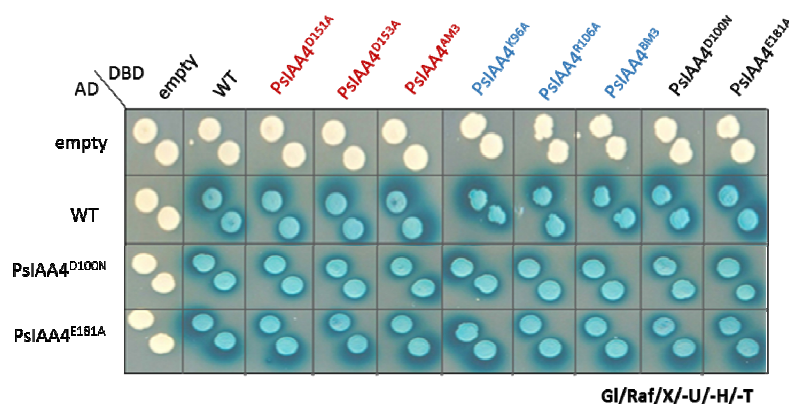 DBD
AD
empty
WT
PsIAA4D151A
PsIAA4D153A
PsIAA4AM3
PsIAA4K96A
PsIAA4R106A
PsIAA4BM3
PsIAA4D100N
PsIAA4E181A
empty
WT
PsIAA4D100N
PsIAA4E181A
Gl/Raf/X/-U/-H/-T